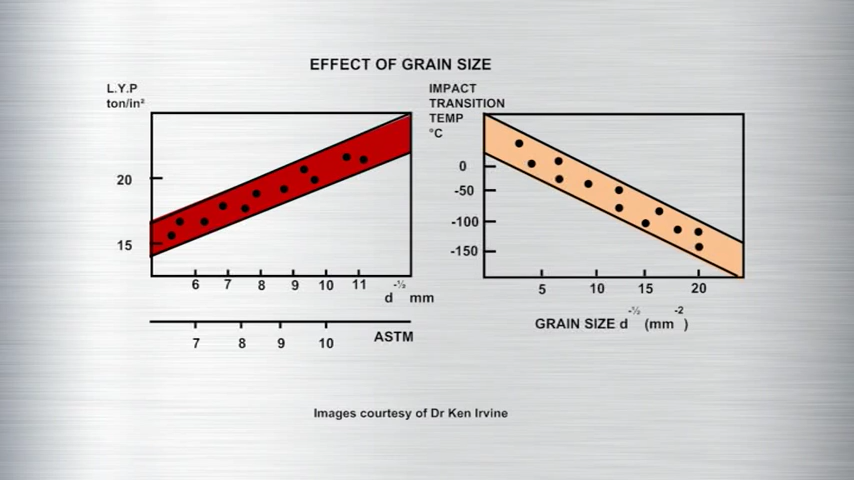 EFFECT OF GRAIN SIZE
L.Y.P
ton/in²
20
15
6 7 8 9 10 11
d -½ mm
7 8 9 10
ASTM
IMPACT
TRANSITION
TEMP
°C
0
-50
-100
-150
5 10 15 20
GRAIN SIZE d -½ (mm -2 )
Images courtesy of Dr Ken Irvine